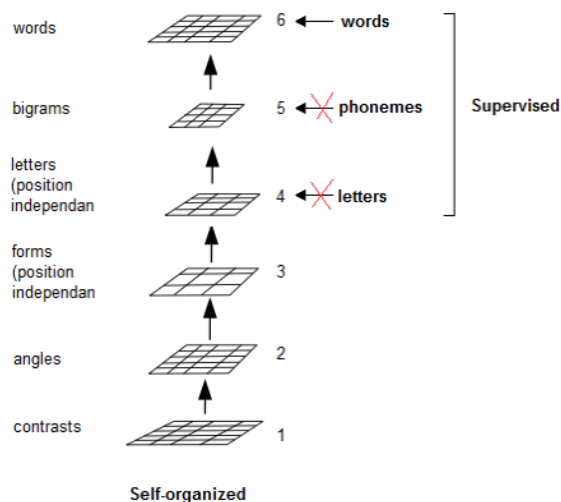 words 6 words
bigrams 5 phonemes Supervised
letters
(position
independan 4 letters
forms
(position 3
independan
angles 2
contrasts 1
Self-organized